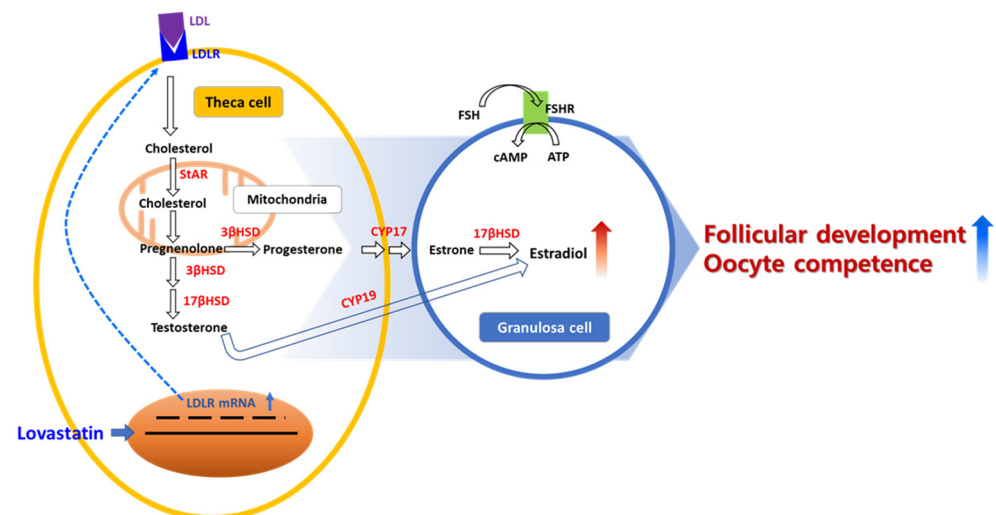 LDL
LDLR
Theca cell
Cholesterol
StAR
Cholesterol
Mitochondria
Pregnenolone
3βHSD
Progesterone
CYP17
3βHSD
17βHSD
Testosterone
CYP19
LDLR mRNA
Lovastatin
FSH
FSHR
cAMP
ATP
Estrone
17βHSD
Estradiol
Granulosa cell
Follicular development
Oocyte competence